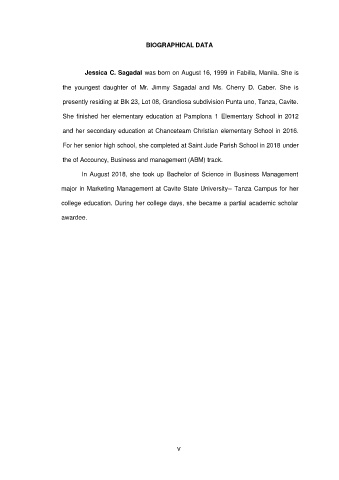 BIOGRAPHICAL DATA
Jessica C. Sagadal was born on August 16, 1999 in Fabilla, Manila. She is
the youngest daughter of Mr. Jimmy Sagadal and Ms. Cherry D. Caber. She is
presently residing at Blk 23, Lot 08, Grandiosa subdivision Punta uno, Tanza, Cavite.
She finished her elementary education at Pamplona 1 Elementary School in 2012
and her secondary education at Chanceteam Christian elementary School in 2016.
For her senior high school, she completed at Saint Jude Parish School in 2018 under
the of Accouncy, Business and management (ABM) track.
In August 2018, she took up Bachelor of Science in Business Management
major in Marketing Management at Cavite State University– Tanza Campus for her
college education. During her college days, she became a partial academic scholar
awardee.
v